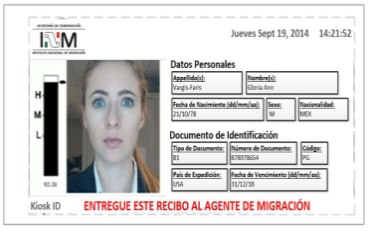 SECRETARÍA DE GOBERNACIÓN
INM
INSTITUTO NACIONAL DE MIGRACIÓN
Jueves Sept 19, 2014 14:21:52
Datos Personales
Apellido(s): Nombre(s):
Vargis-Faris Gloria Ann
Fecha de Nacimiento (dd/mm/aa): Sexo: Nacionalidad:
21/10/78 M MEX
Documento de Identificación
Tipo de Documento: Número de Documento: Código:
B1 878978654 PG
País de Expedición: Fecha de Vencimiento (dd/mm/aa):
USA 31/12/18
H
M
L
93.36
Kiosk ID ENTREGUE ESTE RECIBO AL AGENTE DE MIGRACIÓN